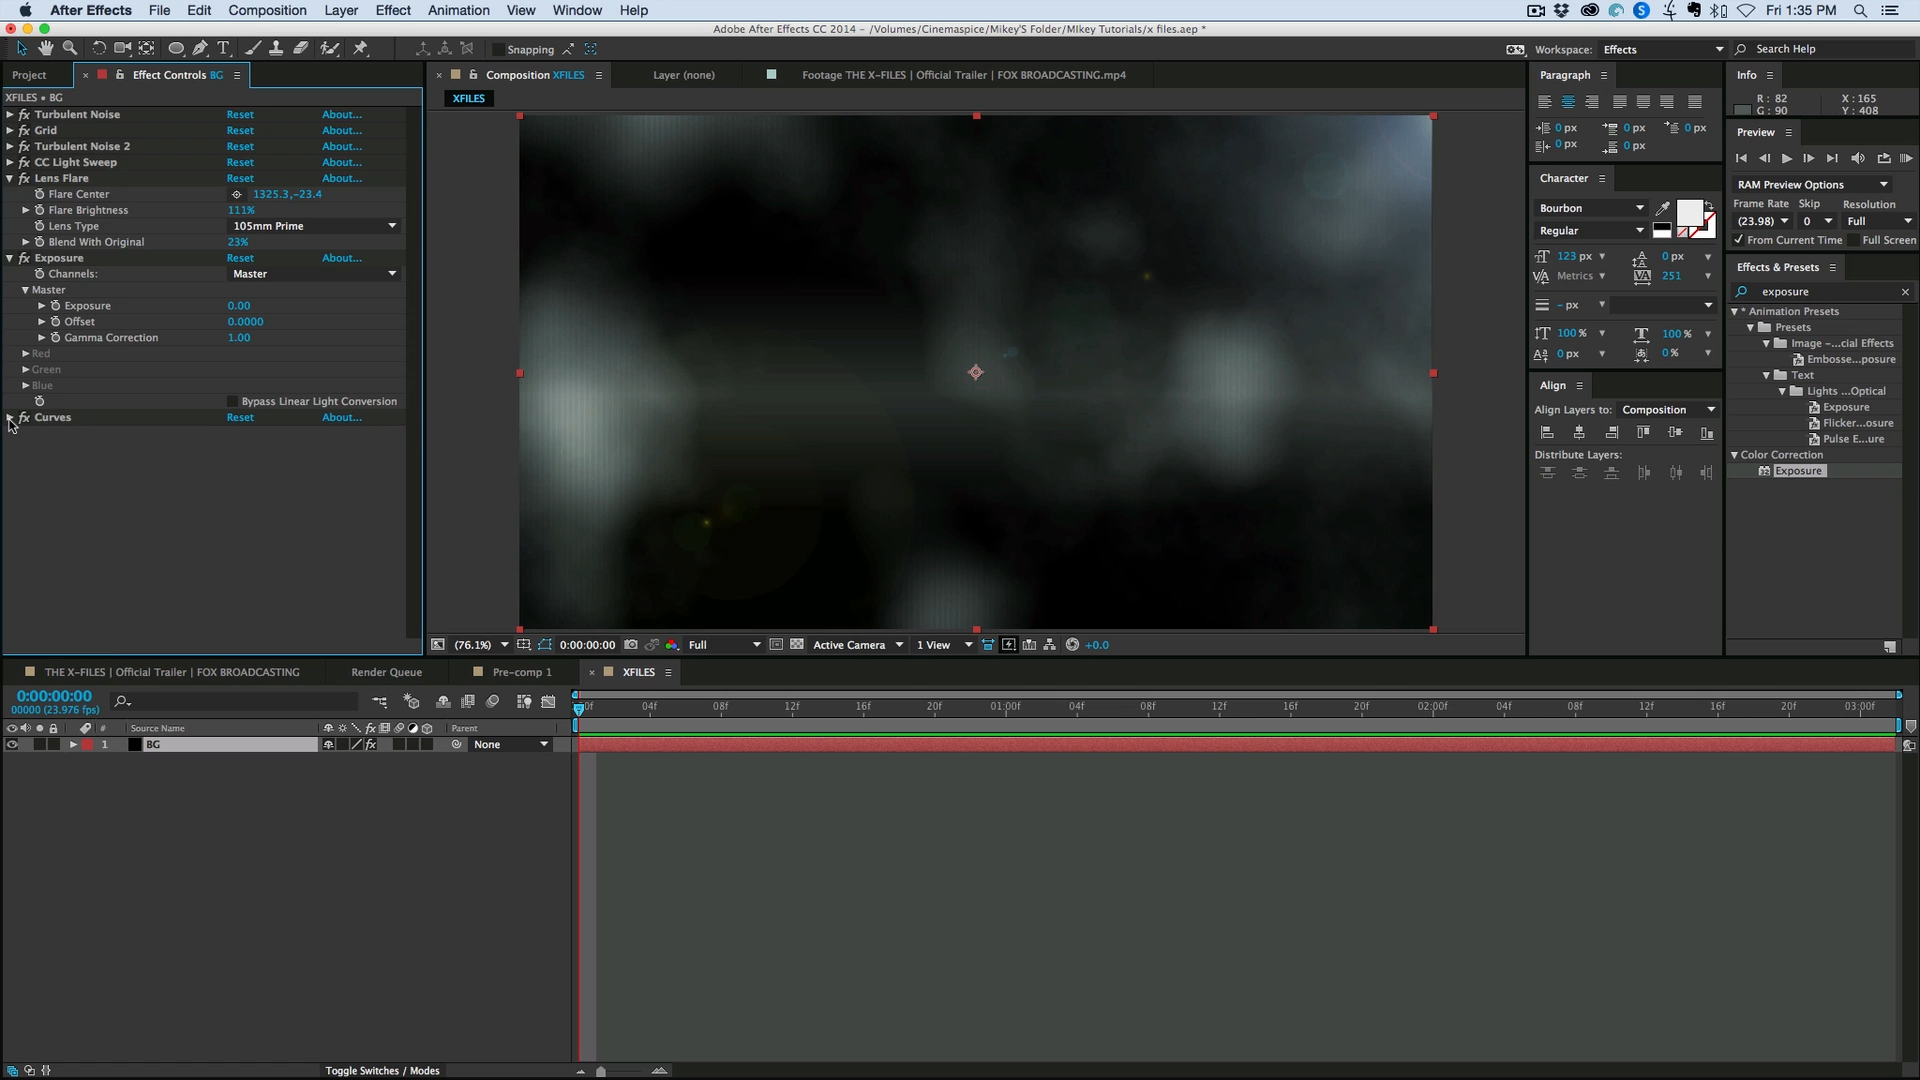 After Effects File Edit Composition Layer Effect Animation View Window Help Fri 1:35 PM
Adobe After Effects CC 2014 - /Volumes/Cinemaspice/Mikey'S Folder/MIkey Tutorials/x files.aep *
Snapping Workspace: Effects Search Help
Project Effect Controls BG
XFILES • BG
Turbulent Noise Reset About...
Grid Reset About...
Turbulent Noise 2 Reset About...
CC Light Sweep Reset About...
Lens Flare Reset About...
Flare Center 1325.3,-23.4
Flare Brightness 111%
Lens Type 105mm Prime
Blend With Original 23%
Exposure Reset About...
Channels: Master
Master
Exposure 0.00
Offset 0.0000
Gamma Correction 1.00
Red
Green
Blue
Bypass Linear Light Conversion
Curves Reset About...
Composition XFILES Layer (none) Footage THE X-FILES | Official Trailer | FOX BROADCASTING.mp4
XFILES
(76.1%) 0:00:00:00 Full Active Camera 1 View +0.0
Paragraph
0 px 0 px 0 px
0 px 0 px
Character
Bourbon
Regular
123 px 0 px
Metrics 251
- px
100 % 100 %
0 px 0 %
Align
Align Layers to: Composition
Distribute Layers:
Info
R : 82 X : 165
G : 90 Y : 408
Preview
RAM Preview Options
Frame Rate Skip Resolution
(23.98) 0 Full
From Current Time Full Screen
Effects & Presets
exposure
* Animation Presets
Presets
Image -...cial Effects
Embosse...posure
Text
Lights ...Optical
Exposure
Flicker...osure
Pulse E...ure
Color Correction
Exposure
THE X-FILES | Official Trailer | FOX BROADCASTING Render Queue Pre-comp 1 XFILES
0:00:00:00
00000 (23.976 fps)
04f 08f 12f 16f 20f 01:00f 04f 08f 12f 16f 20f 02:00f 04f 08f 12f 16f 20f 03:00f
# Source Name Parent
1 BG None
Toggle Switches / Modes